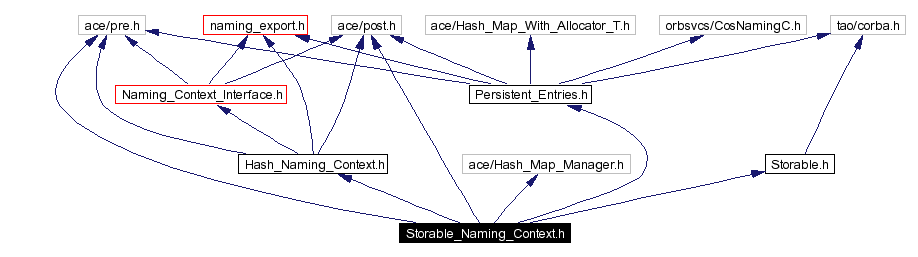 ace/pre.h
naming_export.h
ace/post.h
ace/Hash_Map_With_Allocator_T.h
orbsvcs/CosNamingC.h
tao/corba.h
Naming_Context_Interface.h
Persistent_Entries.h
Hash_Naming_Context.h
ace/Hash_Map_Manager.h
Storable.h
Storable_Naming_Context.h